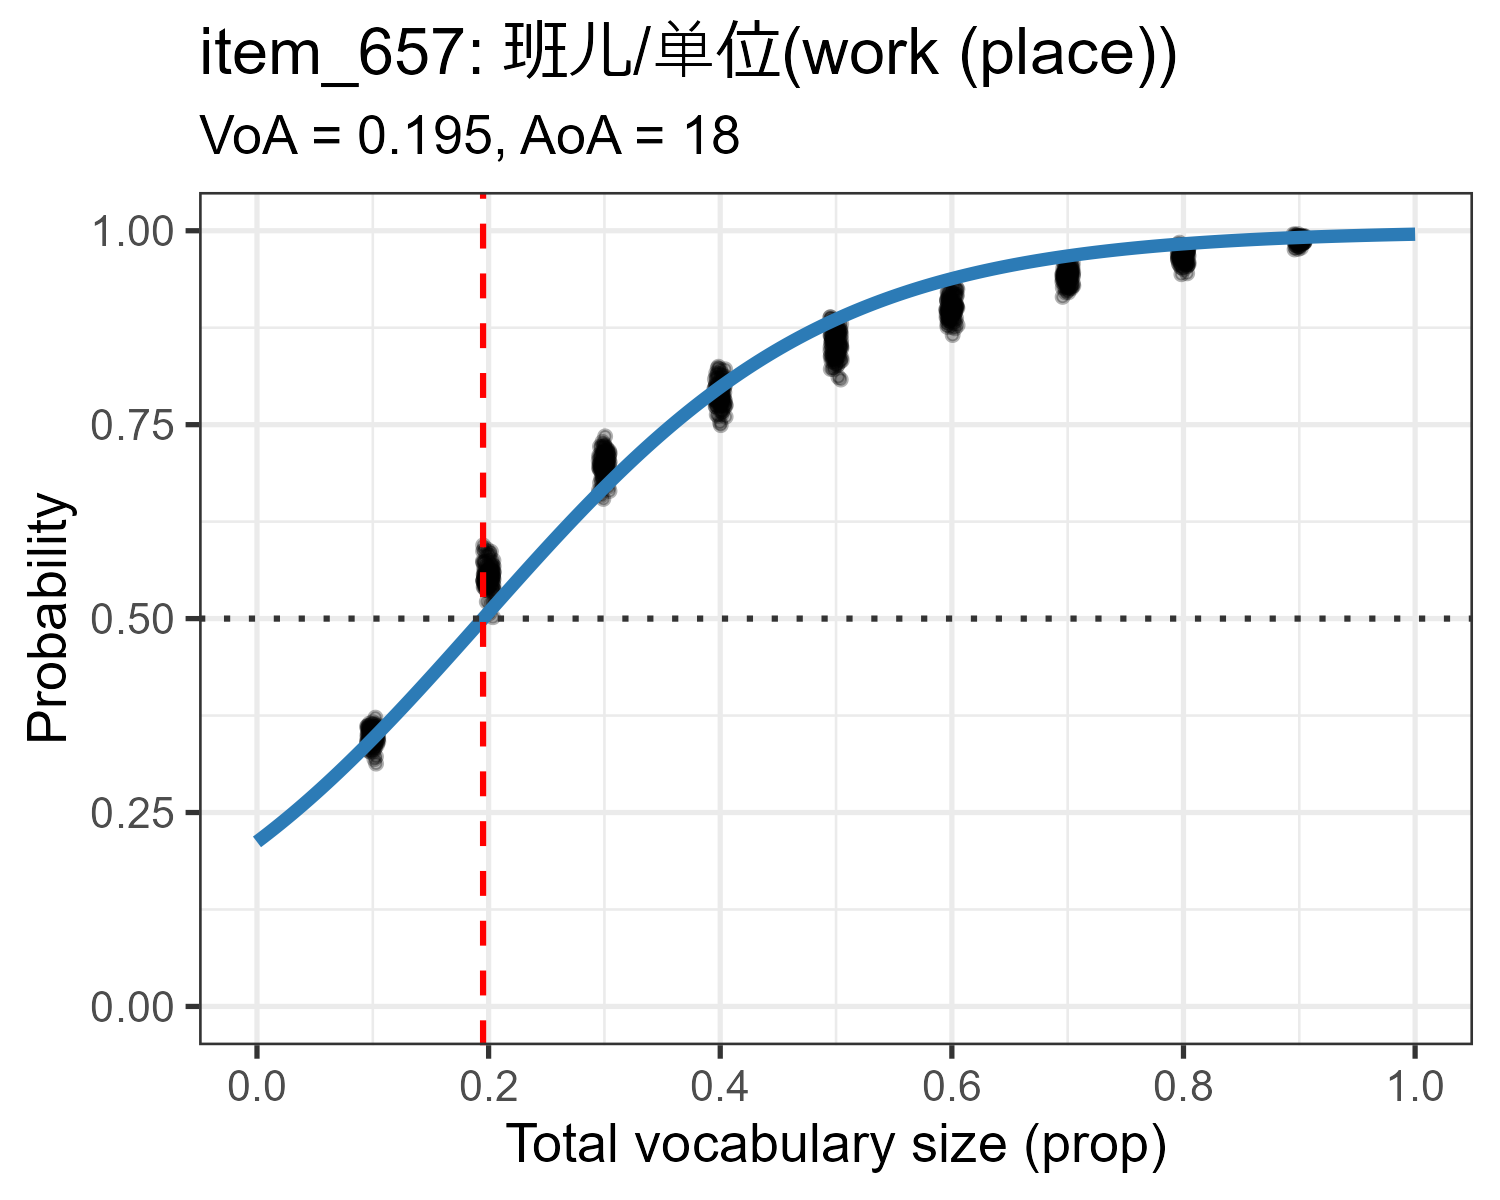 item_657: 班儿/単位(work (place))
VoA = 0.195, AoA = 18
Probability
1.00
0.75
0.50
0.25
0.00
0.0 0.2 0.4 0.6 0.8 1.0
Total vocabulary size (prop)